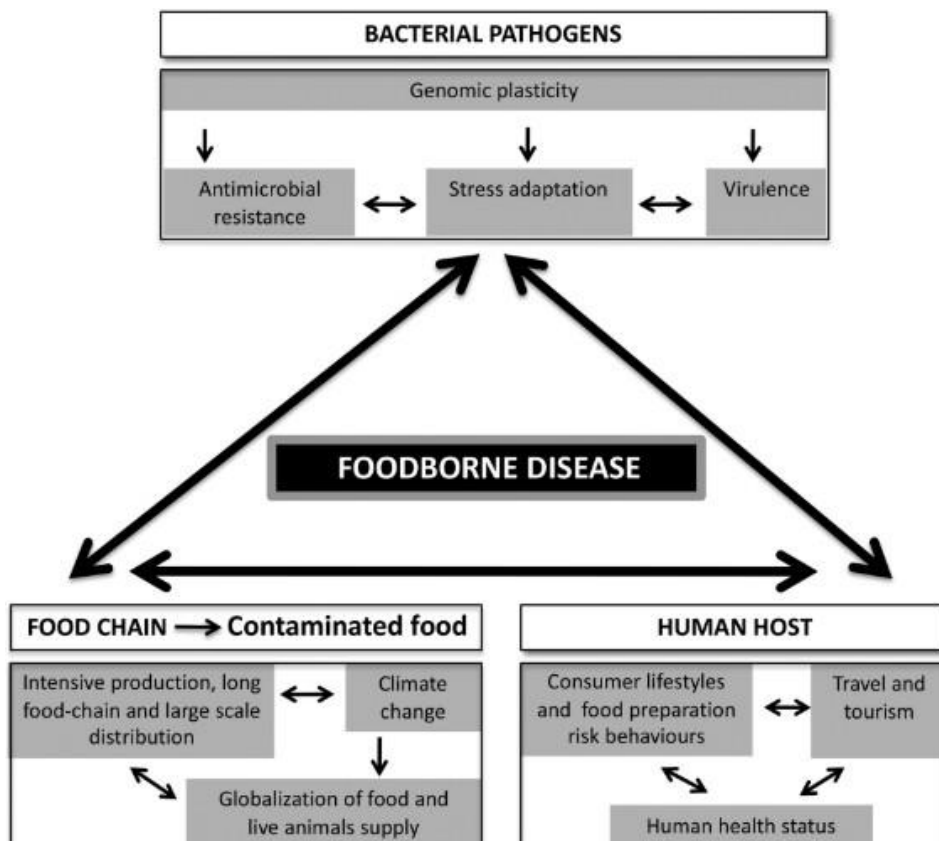 BACTERIAL PATHOGENS
Genomic plasticity
Antimicrobial
resistance
Stress adaptation
Virulence
FOODBORNE DISEASE
FOOD CHAIN → Contaminated food
Intensive production, long
food-chain and large scale
distribution
Climate
change
Globalization of food and
live animals supply
HUMAN HOST
Consumer lifestyles
and food preparation
risk behaviours
Travel and
tourism
Human health status